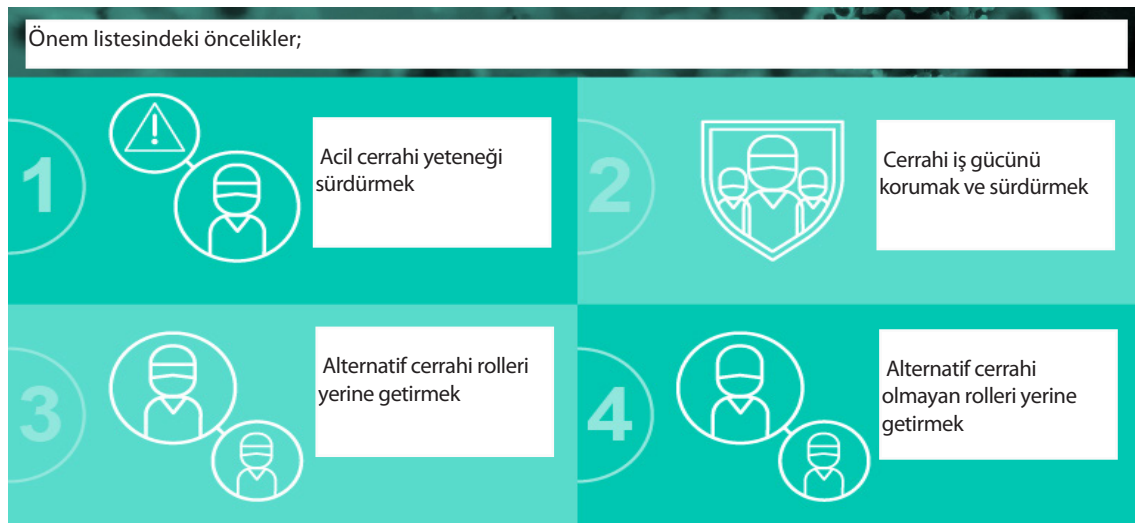 Önem listesindeki öncelikler;
1
Acil cerrahi yeteneği
sürdürmek
2
Cerrahi iş gücünü
korumak ve sürdürmek
3
Alternatif cerrahi rolleri
yerine getirmek
4
Alternatif cerrahi
olmayan rolleri yerine
getirmek